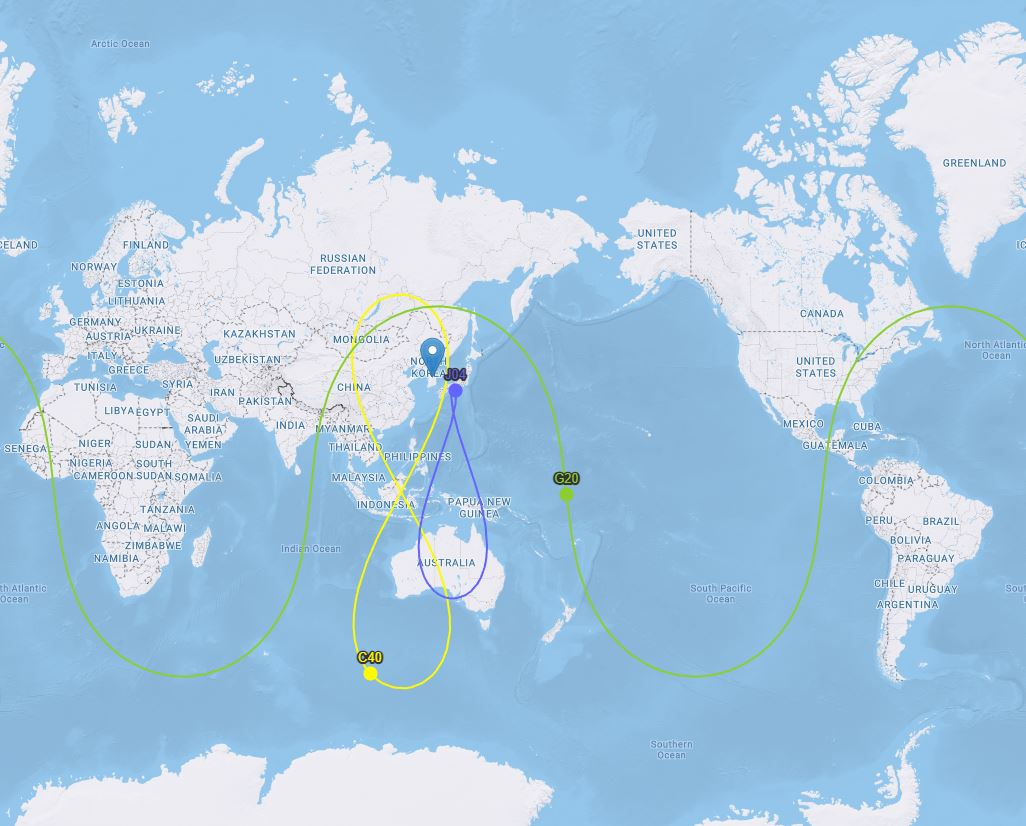 Arctic Ocean
GREENLAND
CELAND
FINLAND
NORWAY
UNITED
STATES
RUSSIAN
FEDERATION
ESTONIA
LITHUANIA
GERMANY
UKRAINE
AUSTRIA
KAZAKHSTAN
CANADA
MONGOLIA
ITALY
GREECE
UZBEKISTAN
UNITED
STATES
North Atlantic
Ocean
NORTH
KOREA
J04
TUNISIA
SYRIA
IRAN
PAKISTAN
CHINA
LIBYA
EGYPT
SAUDI
ARABIA
INDIA
MYANMAR
MEXICO
CUBA
NIGER
SUDAN
YEMEN
THAILAND
PHILIPPINES
GUATEMALA
SENEGA
NIGERIA
CAMEROON
SOUTH
SUDAN
SOMALIA
MALAYSIA
G20
COLOMBIA
INDONESIA
PAPUA NEW
GUINEA
TANZANIA
ANGOLA
MALAWI
PERU
BRAZIL
ZIMBABWE
NAMIBIA
Indian Ocean
AUSTRALIA
BOLIVIA
PARAGUAY
th Atlantic
Ocean
South Pacific
Ocean
CHILE
URUGUAY
ARGENTINA
Sout
C40
Southern
Ocean